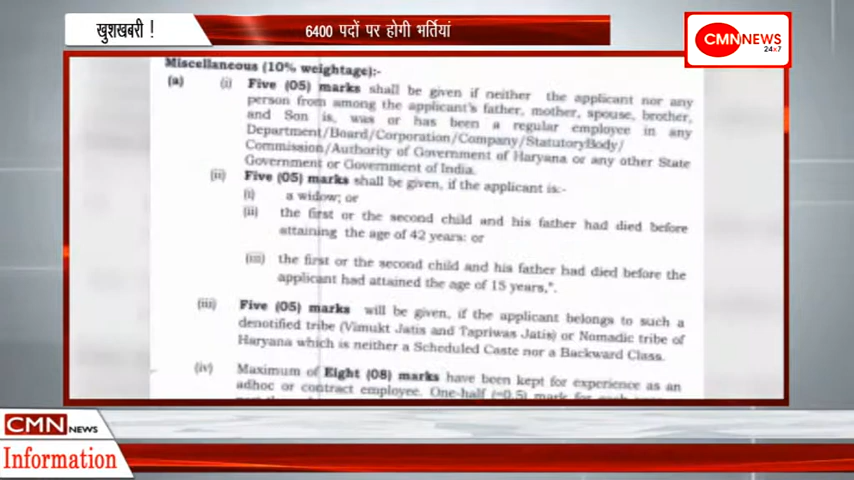 खुशखबरी !
6400 पदों पर होगी भर्तियां
CMNNEWS
24x7
Miscellaneous (10% weightage):-
(a) (i) Five (05) marks shall be given if neither the applicant nor any
person from among the applicant's father, mother, spouse, brother,
and Son is, was or has been a regular employee in any
Department/Board/Corporation/Company/StatutoryBody/
Commission/Authority of Government of Haryana or any other State
Government or Government of India.
(ii) Five (05) marks shall be given, if the applicant is:-
(i) a widow; or
(ii) the first or the second child and his father had died before
attaining the age of 42 years: or
(iii) the first or the second child and his father had died before the
applicant had attained the age of 15 years,".
(iii) Five (05) marks will be given, if the applicant belongs to such a
denotified tribe (Vimukt Jatis and Tapriwas Jatis) or Nomadic tribe of
Haryana which is neither a Scheduled Caste nor a Backward Class.
(iv) Maximum of Eight (08) marks have been kept for experience as an
adhoc or contract employee. One-half (=0.5) mark for each
CMN NEWS
Information